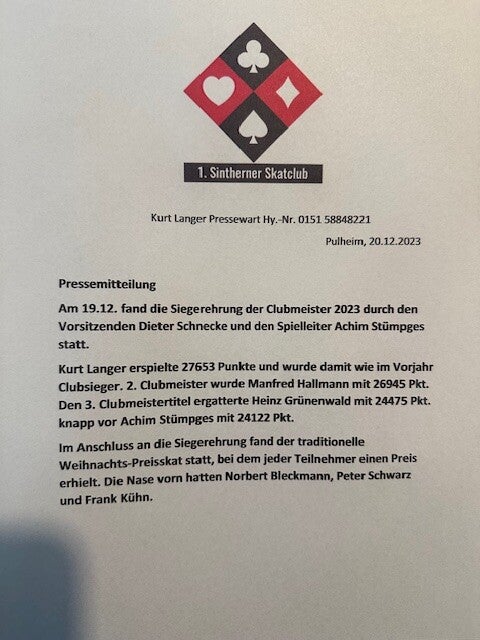 1. Sintherner Skatclub
Kurt Langer Pressewart Hy.-Nr. 0151 58848221
Pulheim, 20.12.2023
Pressemitteilung
Am 19.12. fand die Siegerehrung der Clubmeister 2023 durch den
Vorsitzenden Dieter Schnecke und den Spielleiter Achim Stümpges
statt.
Kurt Langer erspielte 27653 Punkte und wurde damit wie im Vorjahr
Clubsieger. 2. Clubmeister wurde Manfred Hallmann mit 26945 Pkt.
Den 3. Clubmeistertitel ergatterte Heinz Grünenwald mit 24475 Pkt.
knapp vor Achim Stümpges mit 24122 Pkt.
Im Anschluss an die Siegerehrung fand der traditionelle
Weihnachts-Preisskat statt, bei dem jeder Teilnehmer einen Preis
erhielt. Die Nase vorn hatten Norbert Bleckmann, Peter Schwarz
und Frank Kühn.